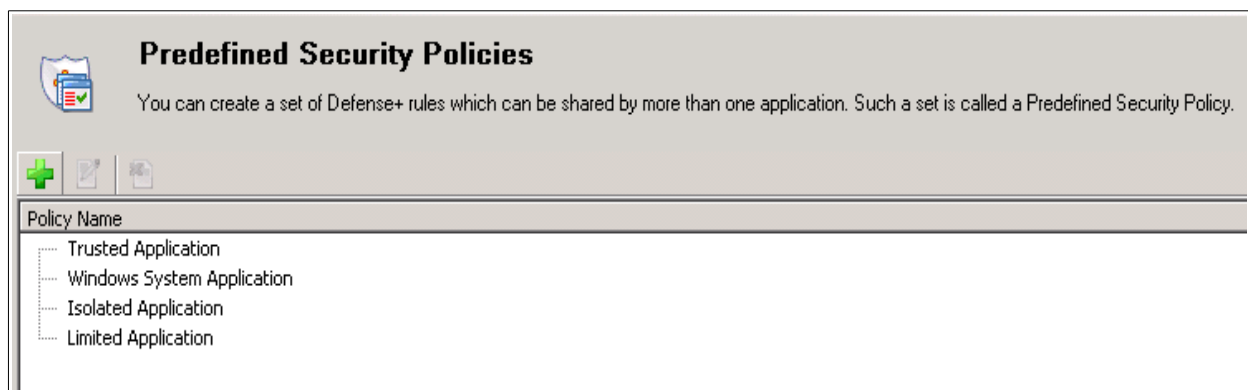 Predefined Security Policies
You can create a set of Defense+ rules which can be shared by more than one application. Such a set is called a Predefined Security Policy.
Policy Name
Trusted Application
Windows System Application
Isolated Application
Limited Application